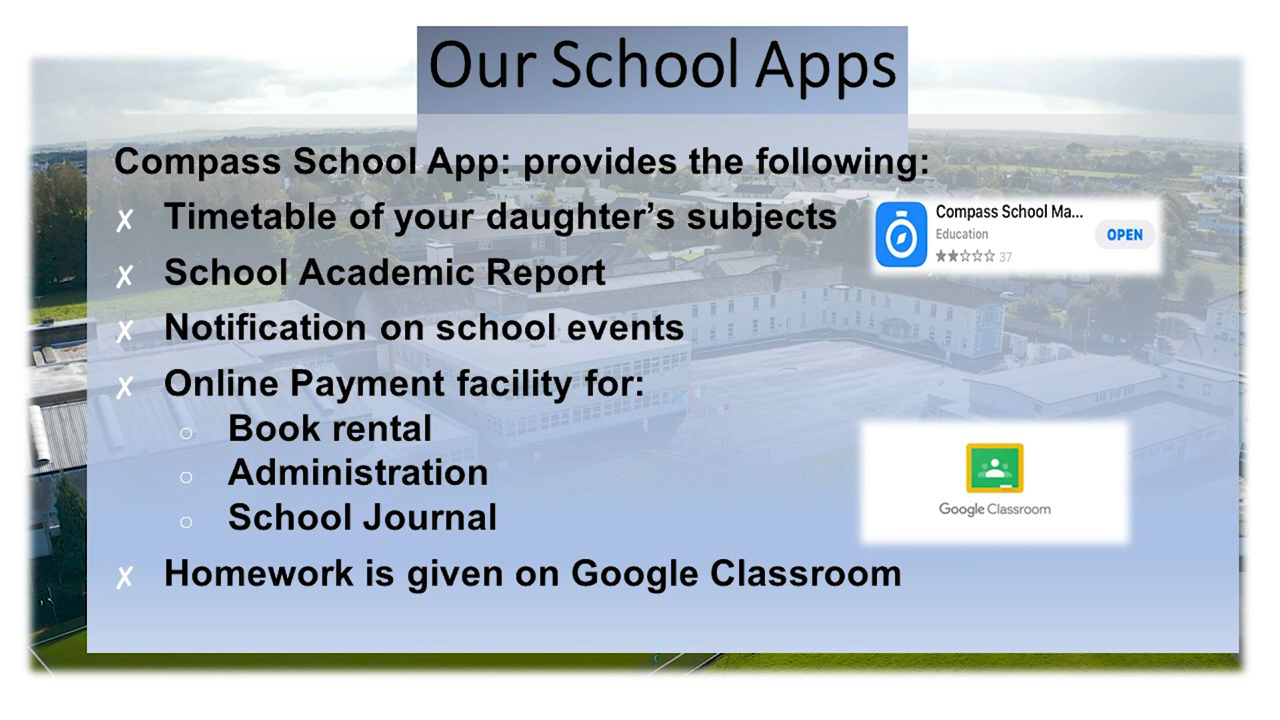 Our School Apps
Compass School App: provides the following:
✗ Timetable of your daughter’s subjects
Compass School Ma...
Education
OPEN
★★☆☆☆ 37
✗ School Academic Report
✗ Notification on school events
✗ Online Payment facility for:
○ Book rental
○ Administration
○ School Journal
Google Classroom
✗ Homework is given on Google Classroom